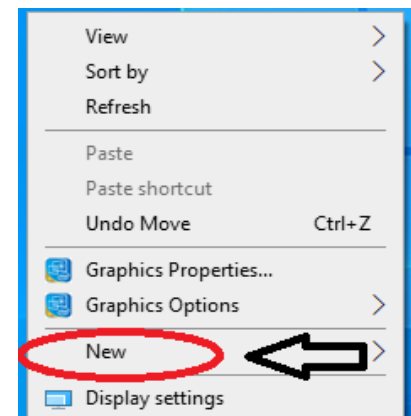 View
Sort by
Refresh
Paste
Paste shortcut
Undo Move Ctrl+Z
Graphics Properties...
Graphics Options
New
Display settings